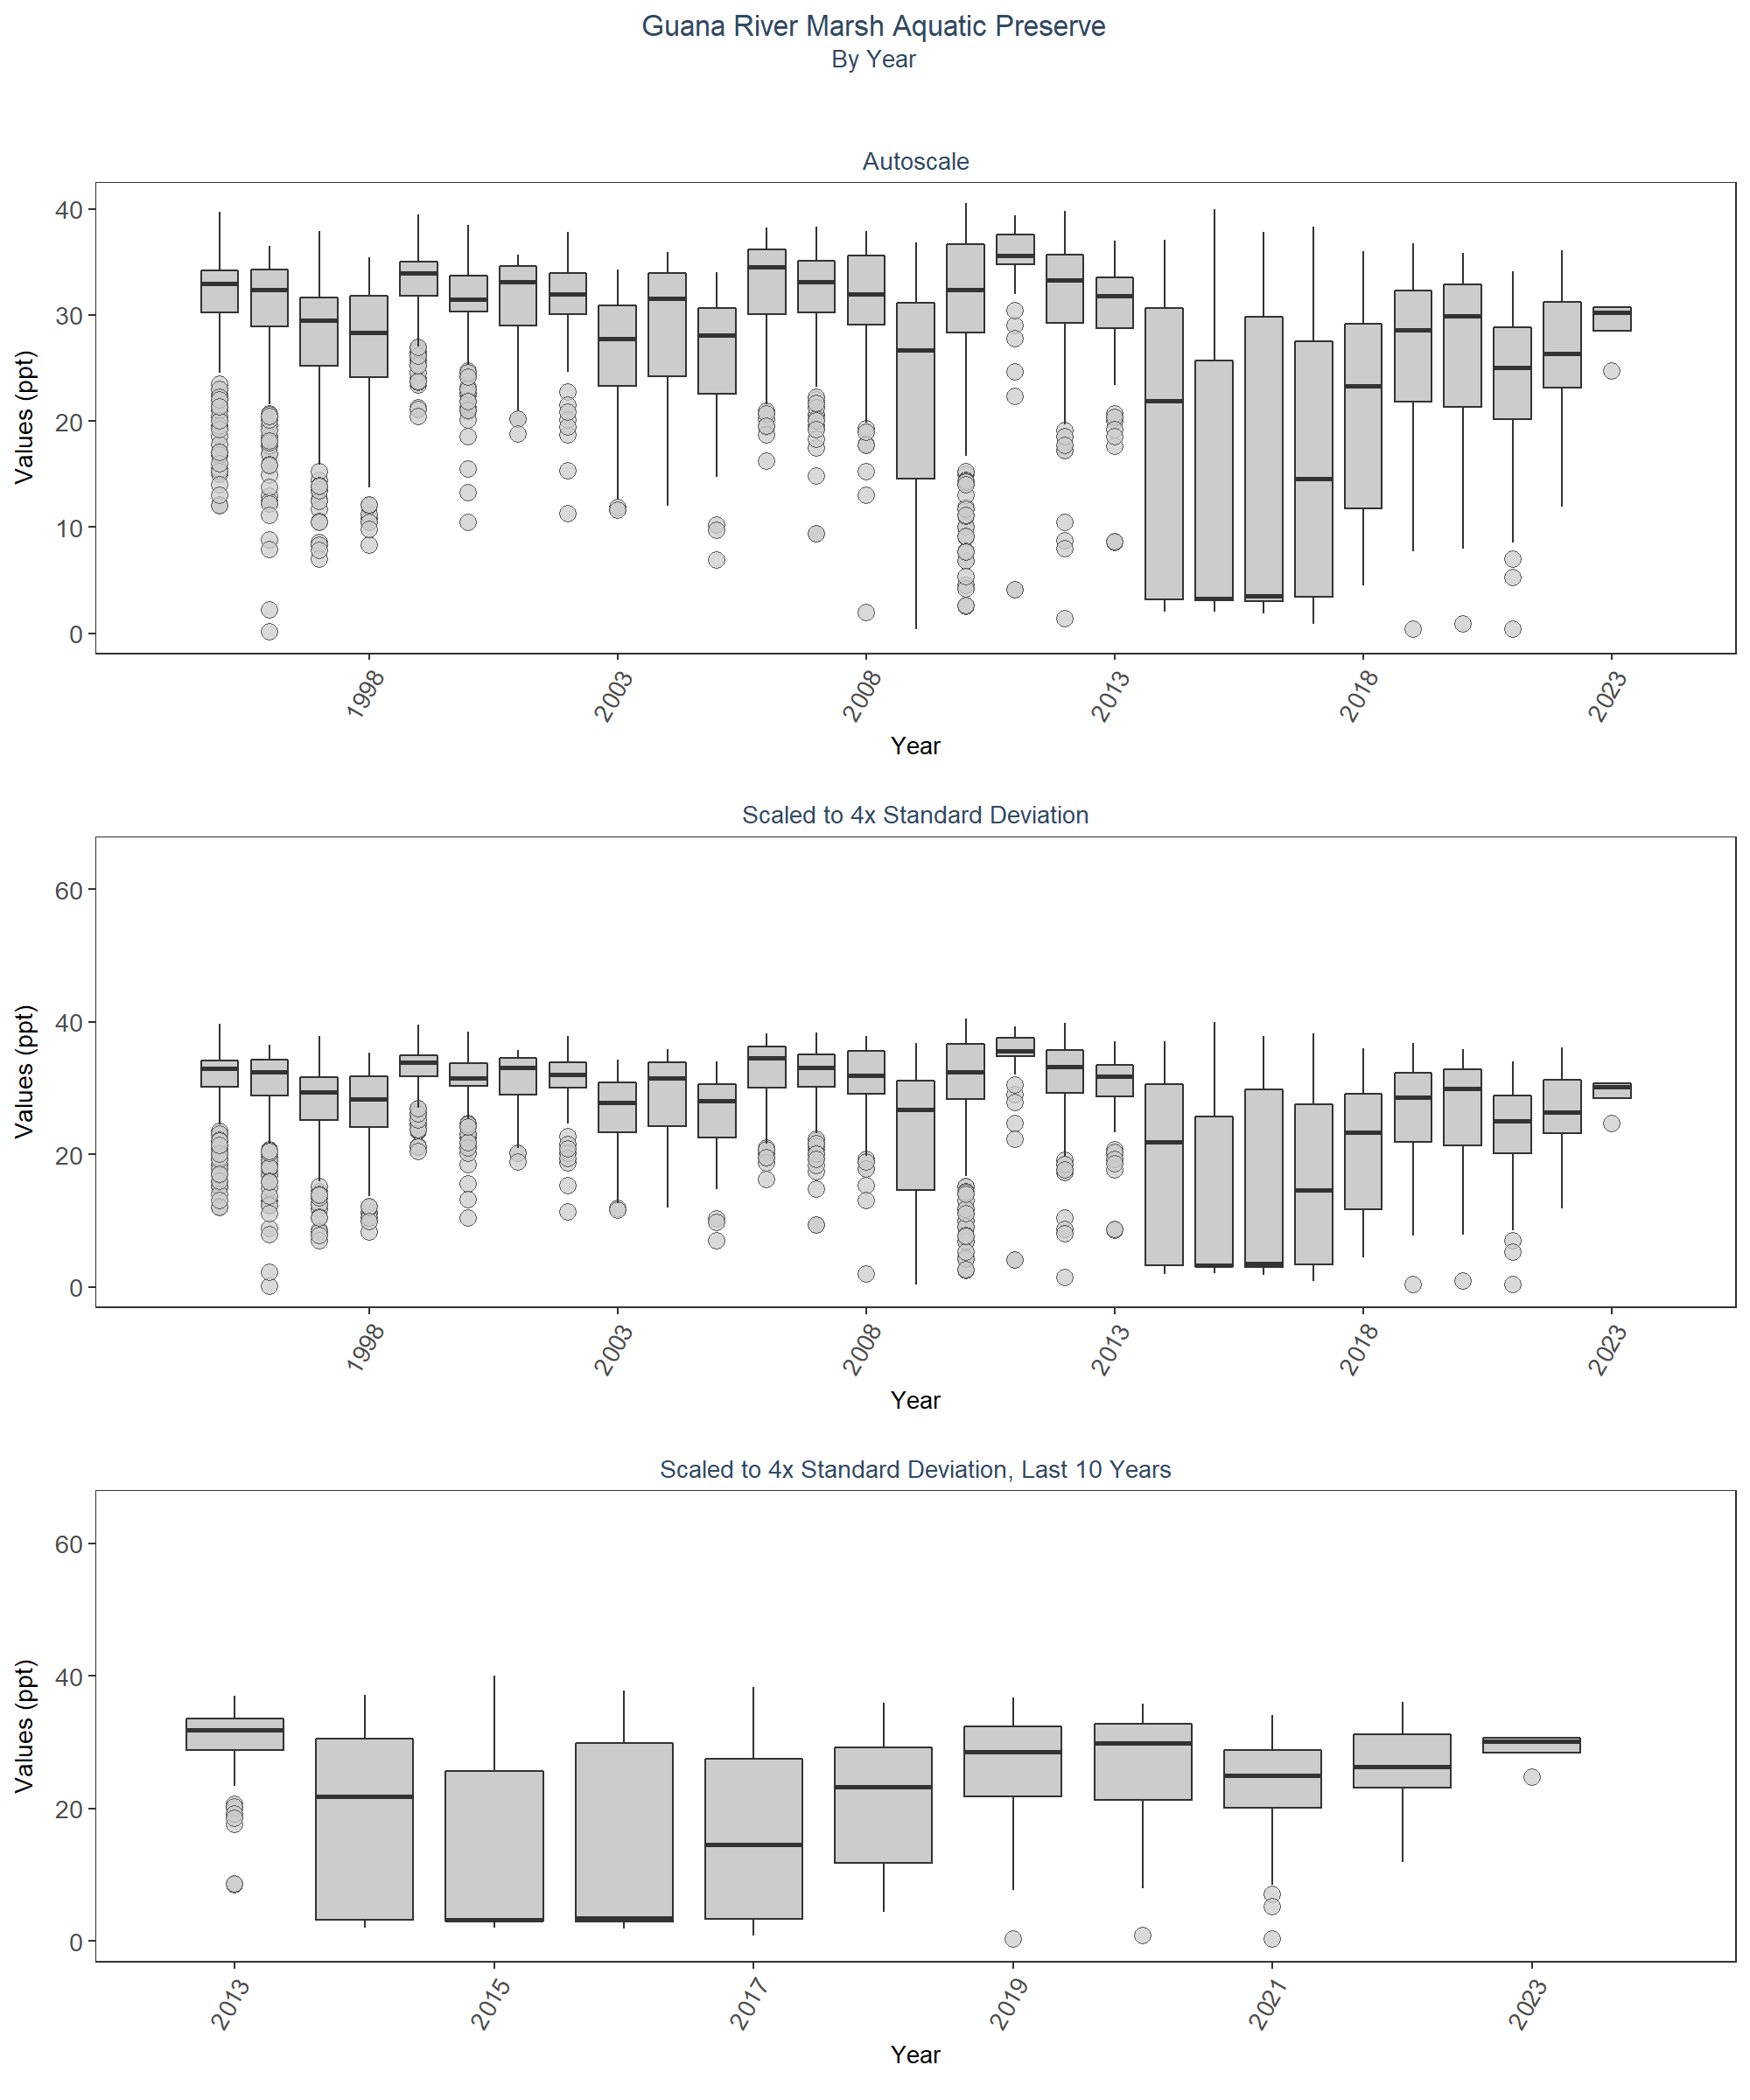 Guana River Marsh Aquatic Preserve
By Year
Autoscale
Values (ppt)
40
30
20
10
0
1998
2003
2008
2013
2018
2023
Year
Scaled to 4x Standard Deviation
Values (ppt)
60
40
20
0
1998
2003
2008
2013
2018
2023
Year
Scaled to 4x Standard Deviation, Last 10 Years
Values (ppt)
60
40
20
0
2013
2015
2017
2019
2021
2023
Year